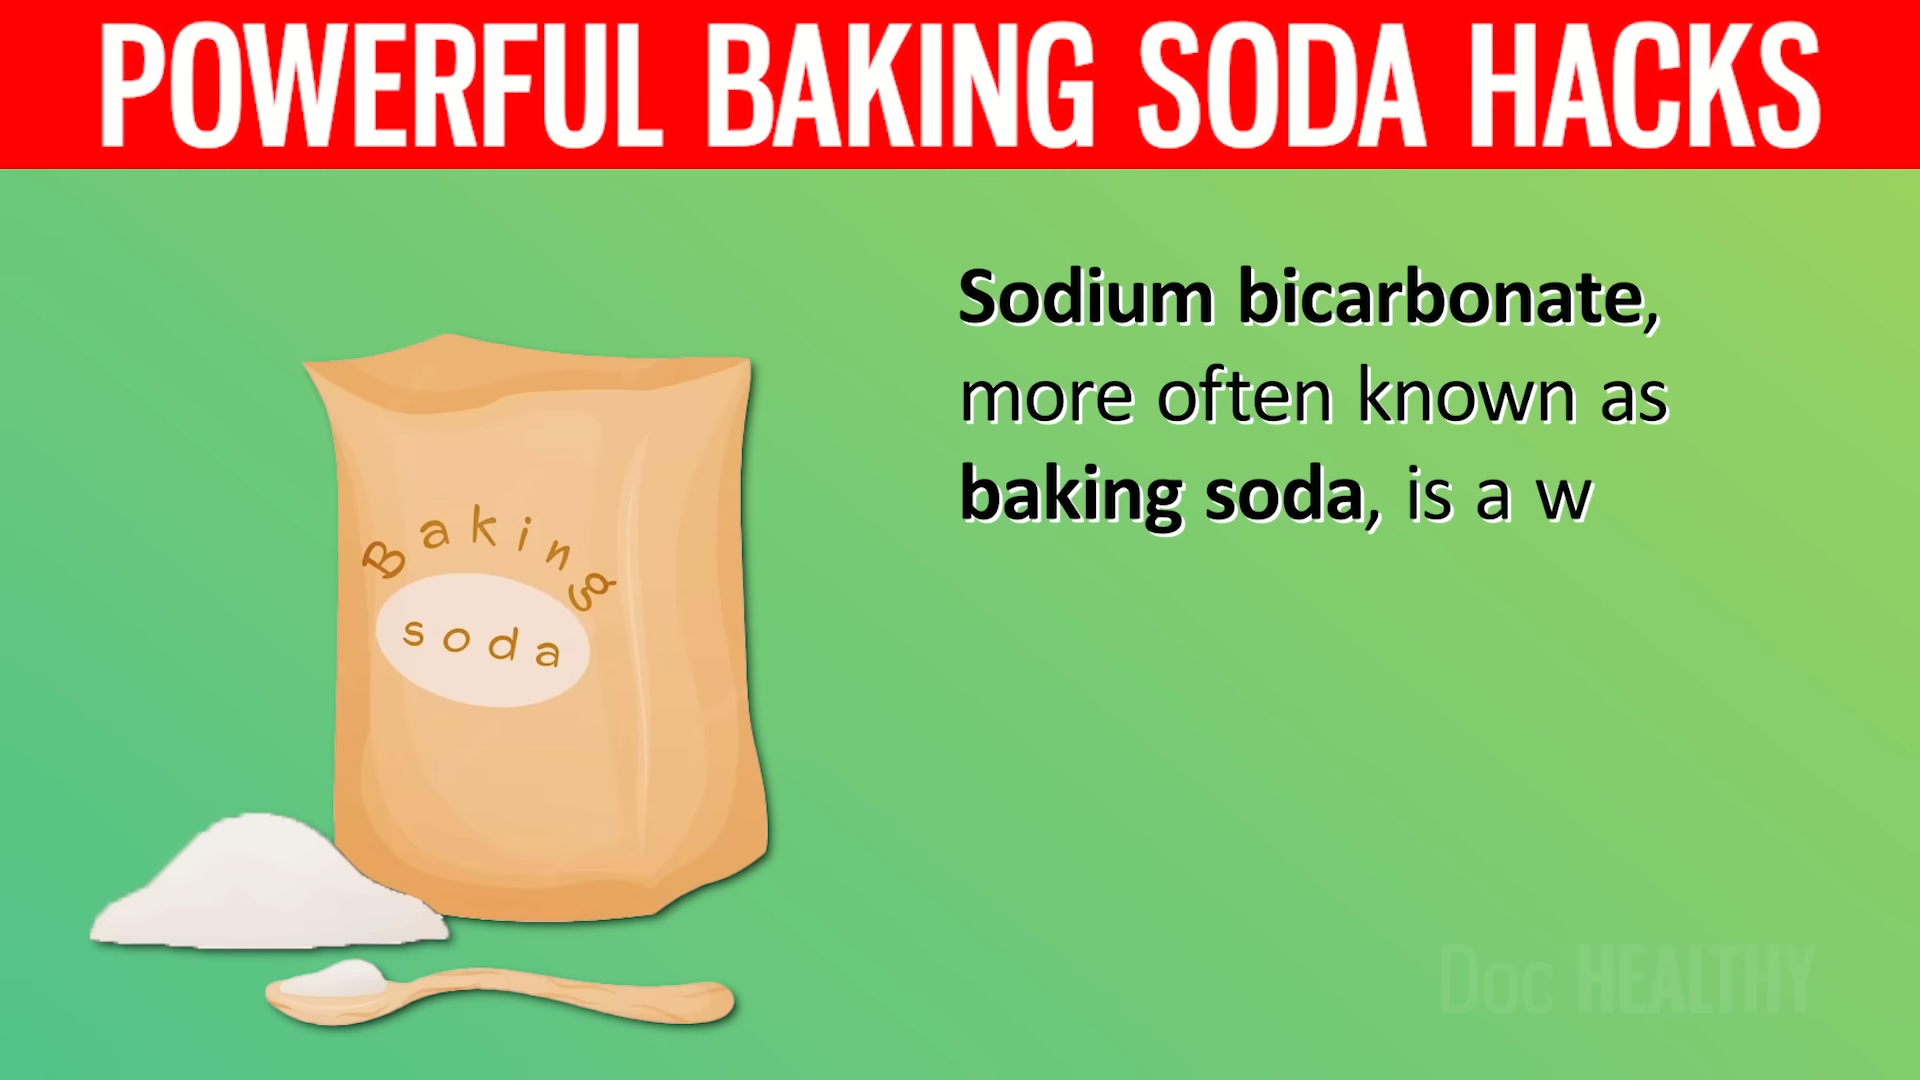 POWERFUL BAKING SODA HACKS
Sodium bicarbonate,
more often known as
baking soda, is a w
Baking
soda
Doc HEALTHY